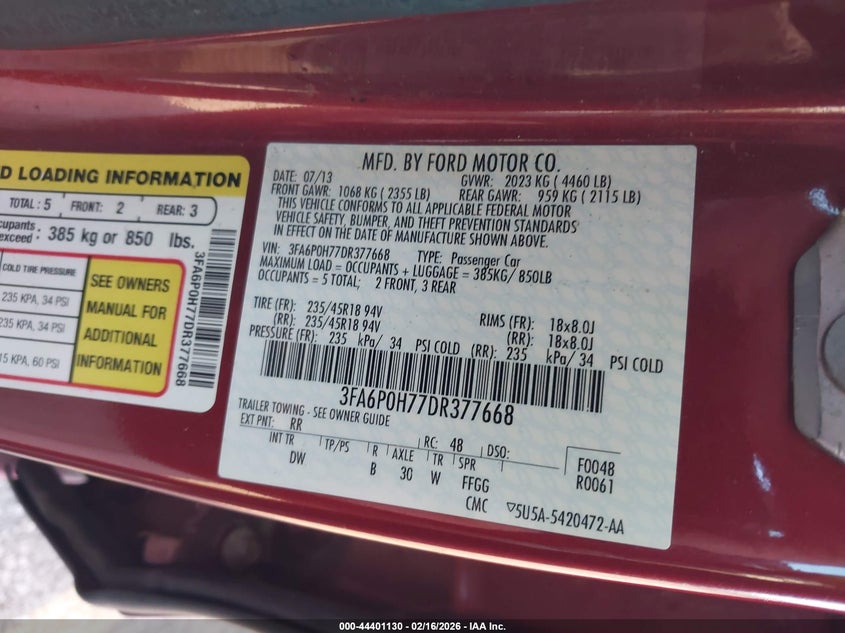 D LOADING INFORMATION
TOTAL: 5 FRONT: 2 REAR: 3
cupants
exceed: 385 kg or 850 lbs.
COLD TIRE PRESSURE
235 KPA, 34 PSI
235 KPA, 34 PSI
15 KPA, 60 PSI
SEE OWNERS
MANUAL FOR
ADDITIONAL
INFORMATION
3FA6P0H77DR377668
MFD. BY FORD MOTOR CO.
DATE: 07/13 GVWR: 2023 KG ( 4460 LB)
FRONT GAWR: 1068 KG ( 2355 LB) REAR GAWR: 959 KG ( 2115 LB)
THIS VEHICLE CONFORMS TO ALL APPLICABLE FEDERAL MOTOR
VEHICLE SAFETY, BUMPER, AND THEFT PREVENTION STANDARDS
IN EFFECT ON THE DATE OF MANUFACTURE SHOWN ABOVE.
VIN: 3FA6P0H77DR377668 TYPE: Passenger Car
MAXIMUM LOAD = OCCUPANTS + LUGGAGE = 385KG/ 850LB
OCCUPANTS = 5 TOTAL; 2 FRONT, 3 REAR
TIRE (FR): 235/45R18 94V RIMS (FR): 18x8.0J
(RR): 235/45R18 94V (RR): 18x8.0J
PRESSURE (FR): 235 kPa/ 34 PSI COLD (RR): 235 kPa/ 34 PSI COLD
3FA6P0H77DR377668
TRAILER TOWING - SEE OWNER GUIDE
EXT PNT: RR RC: 48 DSO:
INT TR TP/PS R AXLE TR SPR F0048
DW B 30 W FFGG R0061
CMC ▽5U5A-5420472-AA
000-44401130 - 02/16/2026 - IAA Inc.